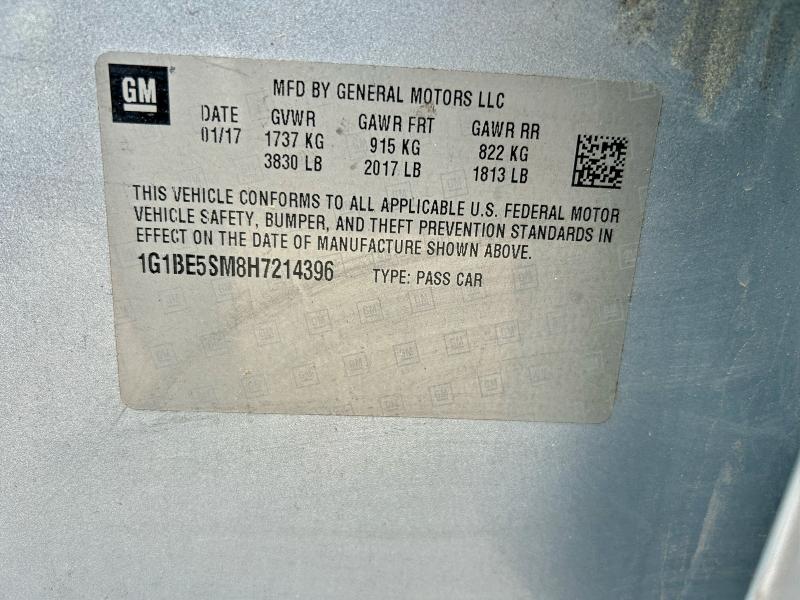 GM
MFD BY GENERAL MOTORS LLC
DATE GVWR GAWR FRT GAWR RR
01/17 1737 KG 915 KG 822 KG
3830 LB 2017 LB 1813 LB
THIS VEHICLE CONFORMS TO ALL APPLICABLE U.S. FEDERAL MOTOR
VEHICLE SAFETY, BUMPER, AND THEFT PREVENTION STANDARDS IN
EFFECT ON THE DATE OF MANUFACTURE SHOWN ABOVE.
1G1BE5SM8H7214396 TYPE: PASS CAR